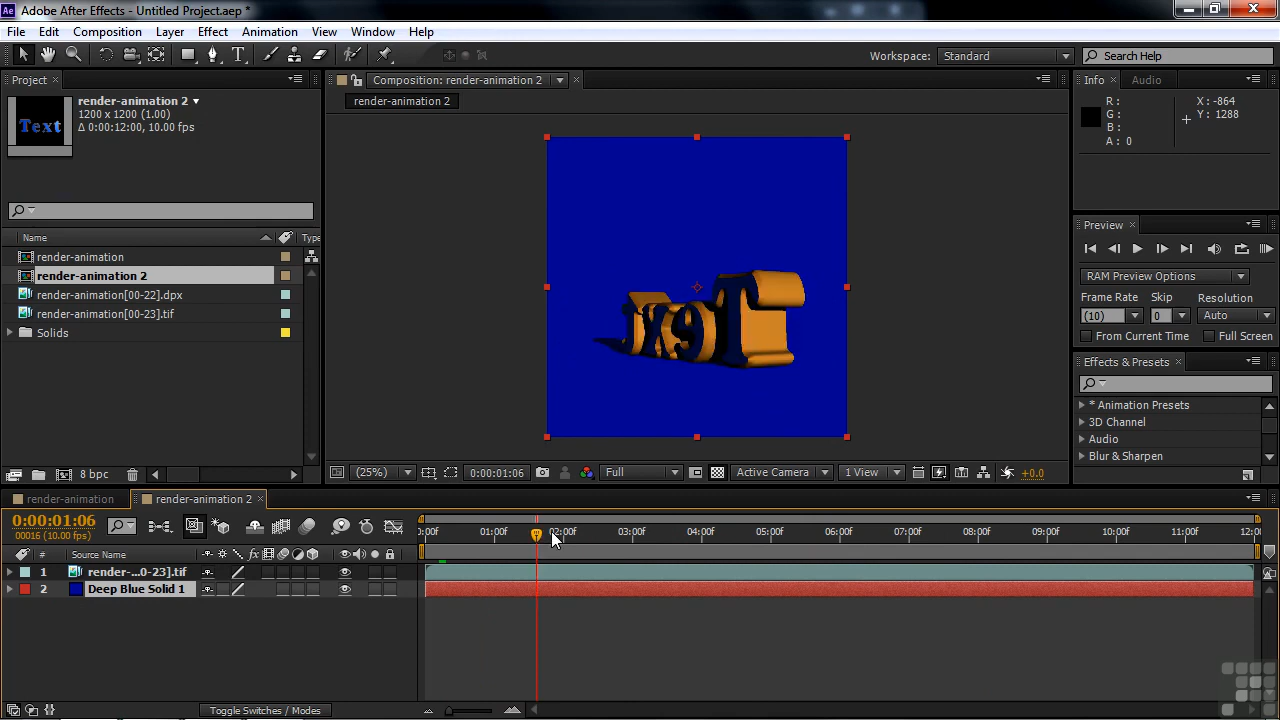 Ae Adobe After Effects - Untitled Project.aep *
File Edit Composition Layer Effect Animation View Window Help
Workspace: Standard Search Help
Project
render-animation 2
1200 x 1200 (1.00)
Δ 0:00:12:00, 10.00 fps
Text
Name Type
render-animation
render-animation 2
render-animation[00-22].dpx
render-animation[00-23].tif
Solids
8 bpc
Composition: render-animation 2
render-animation 2
Text
(25%) 0:00:01:06 Full Active Camera 1 View +0.0
Info Audio
R : X : -864
G : Y : 1288
B :
A : 0
Preview
RAM Preview Options
Frame Rate Skip Resolution
(10) 0 Auto
From Current Time Full Screen
Effects & Presets
* Animation Presets
3D Channel
Audio
Blur & Sharpen
render-animation render-animation 2
0:00:01:06
00016 (10.00 fps)
:00f 01:00f 02:00f 03:00f 04:00f 05:00f 06:00f 07:00f 08:00f 09:00f 10:00f 11:00f 12:0
# Source Name fx
1 render-...0-23].tif
2 Deep Blue Solid 1
Toggle Switches / Modes